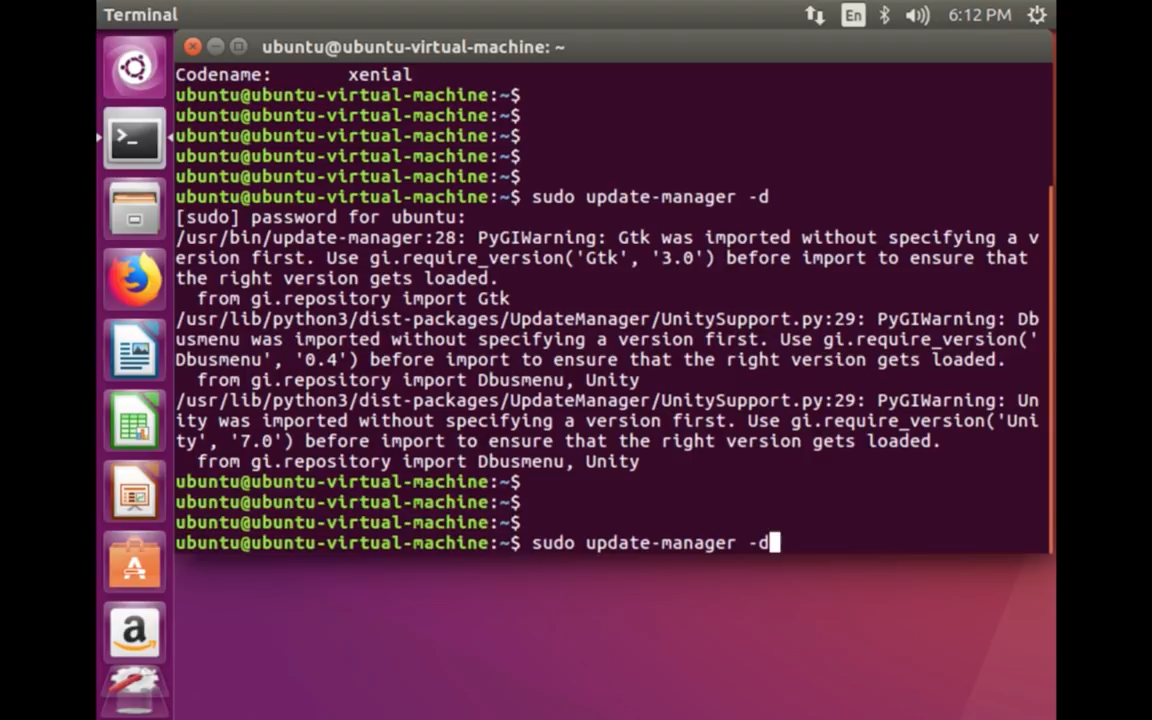 Terminal
En
6:12 PM
ubuntu@ubuntu-virtual-machine: ~
Codename:       xenial
ubuntu@ubuntu-virtual-machine:~$
ubuntu@ubuntu-virtual-machine:~$
ubuntu@ubuntu-virtual-machine:~$
ubuntu@ubuntu-virtual-machine:~$
ubuntu@ubuntu-virtual-machine:~$
ubuntu@ubuntu-virtual-machine:~$ sudo update-manager -d
[sudo] password for ubuntu:
/usr/bin/update-manager:28: PyGIWarning: Gtk was imported without specifying a v
ersion first. Use gi.require_version('Gtk', '3.0') before import to ensure that
the right version gets loaded.
  from gi.repository import Gtk
/usr/lib/python3/dist-packages/UpdateManager/UnitySupport.py:29: PyGIWarning: Db
usmenu was imported without specifying a version first. Use gi.require_version('
Dbusmenu', '0.4') before import to ensure that the right version gets loaded.
  from gi.repository import Dbusmenu, Unity
/usr/lib/python3/dist-packages/UpdateManager/UnitySupport.py:29: PyGIWarning: Un
ity was imported without specifying a version first. Use gi.require_version('Uni
ty', '7.0') before import to ensure that the right version gets loaded.
  from gi.repository import Dbusmenu, Unity
ubuntu@ubuntu-virtual-machine:~$
ubuntu@ubuntu-virtual-machine:~$
ubuntu@ubuntu-virtual-machine:~$
ubuntu@ubuntu-virtual-machine:~$ sudo update-manager -d